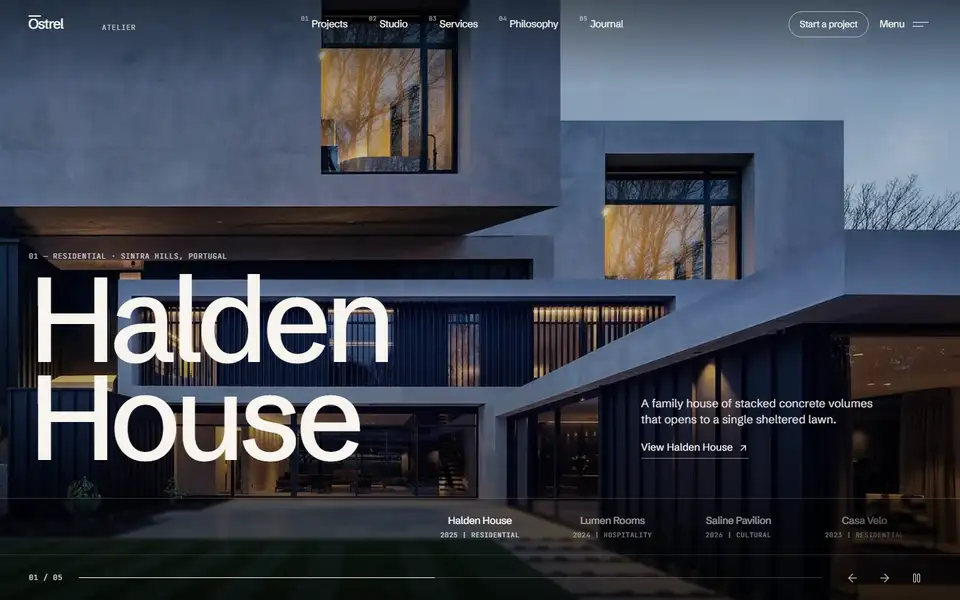 Ōstrel
ATELIER
01 Projects
02 Studio
03 Services
04 Philosophy
05 Journal
Start a project
Menu
01 — RESIDENTIAL · SINTRA HILLS, PORTUGAL
Halden
House
A family house of stacked concrete volumes
that opens to a single sheltered lawn.
View Halden House ↗
Halden House
2025 | RESIDENTIAL
Lumen Rooms
2024 | HOSPITALITY
Saline Pavilion
2026 | CULTURAL
Casa Velo
2023 | RESIDENTIAL
01 / 05